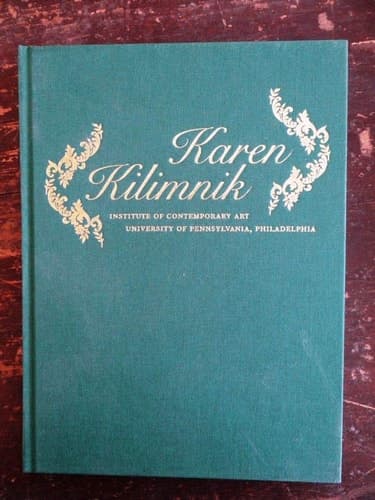 Karen
Kilimnik
INSTITUTE OF CONTEMPORARY ART
UNIVERSITY OF PENNSYLVANIA, PHILADELPHIA